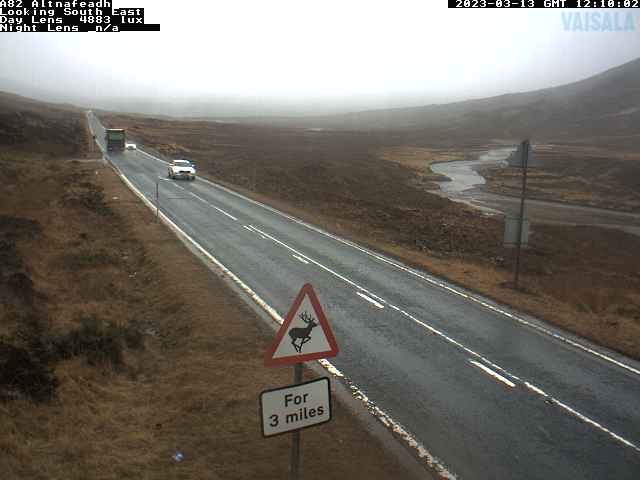 A82 Altnafeadh
Looking South East
Day Lens 4883 lux
Night Lens n/a
2023-03-13 GMT 12:10:02
VAISALA
For
3 miles